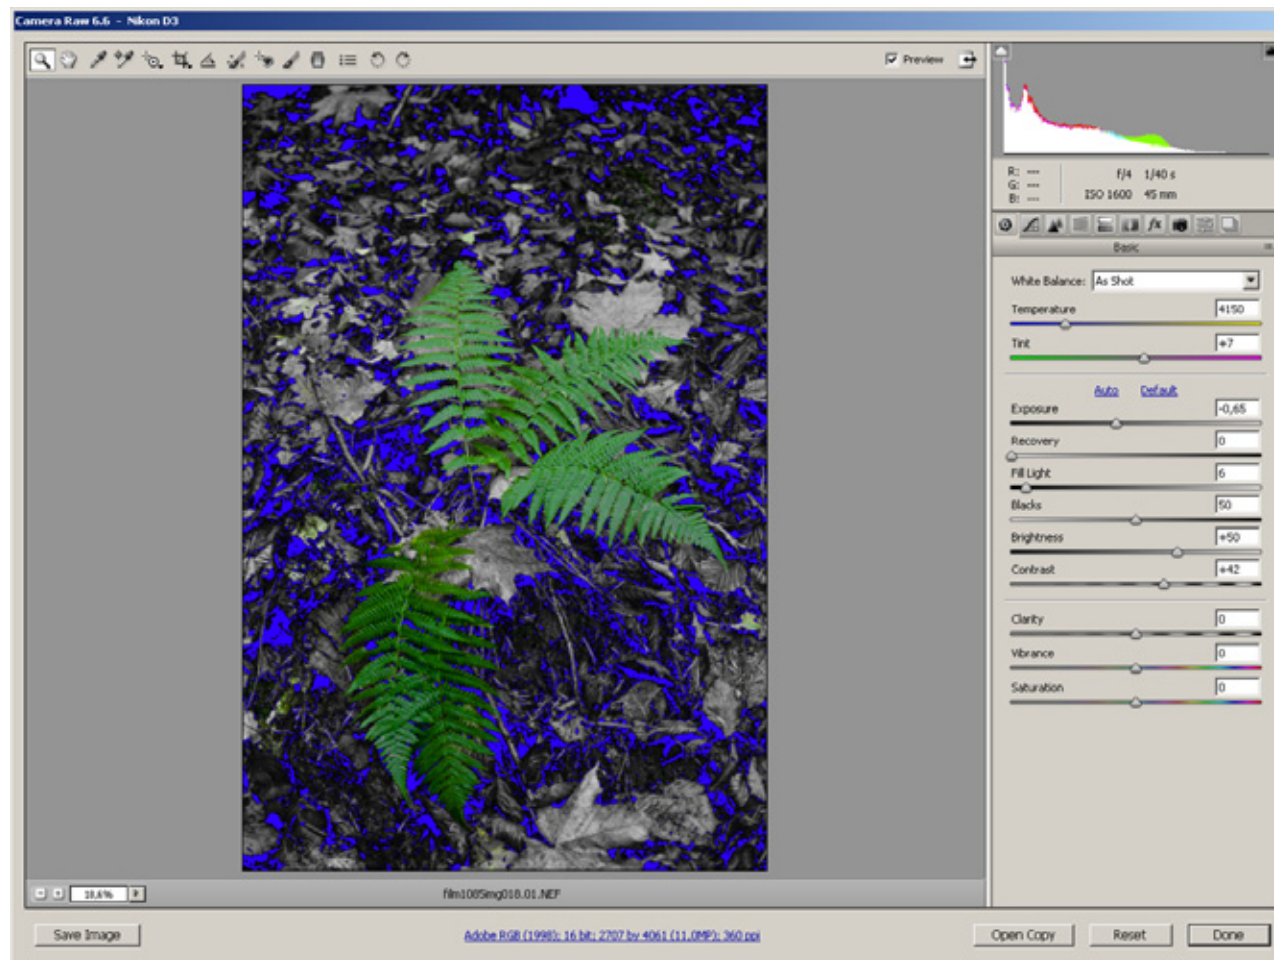 Camera Raw 6.6 - Nikon D3
Preview
R: ---
G: ---
B: ---
f/4 1/40 s
ISO 1600 45 mm
fx
Basic
White Balance: As Shot
Temperature 4150
Tint +7
Auto Default
Exposure -0,65
Recovery 0
Fill Light 6
Blacks 50
Brightness +50
Contrast +42
Clarity 0
Vibrance 0
Saturation 0
18,6%
film1085img018.01.NEF
Save Image
Adobe RGB (1998); 16 bit; 2707 by 4061 (11,0MP); 360 ppi
Open Copy Reset Done